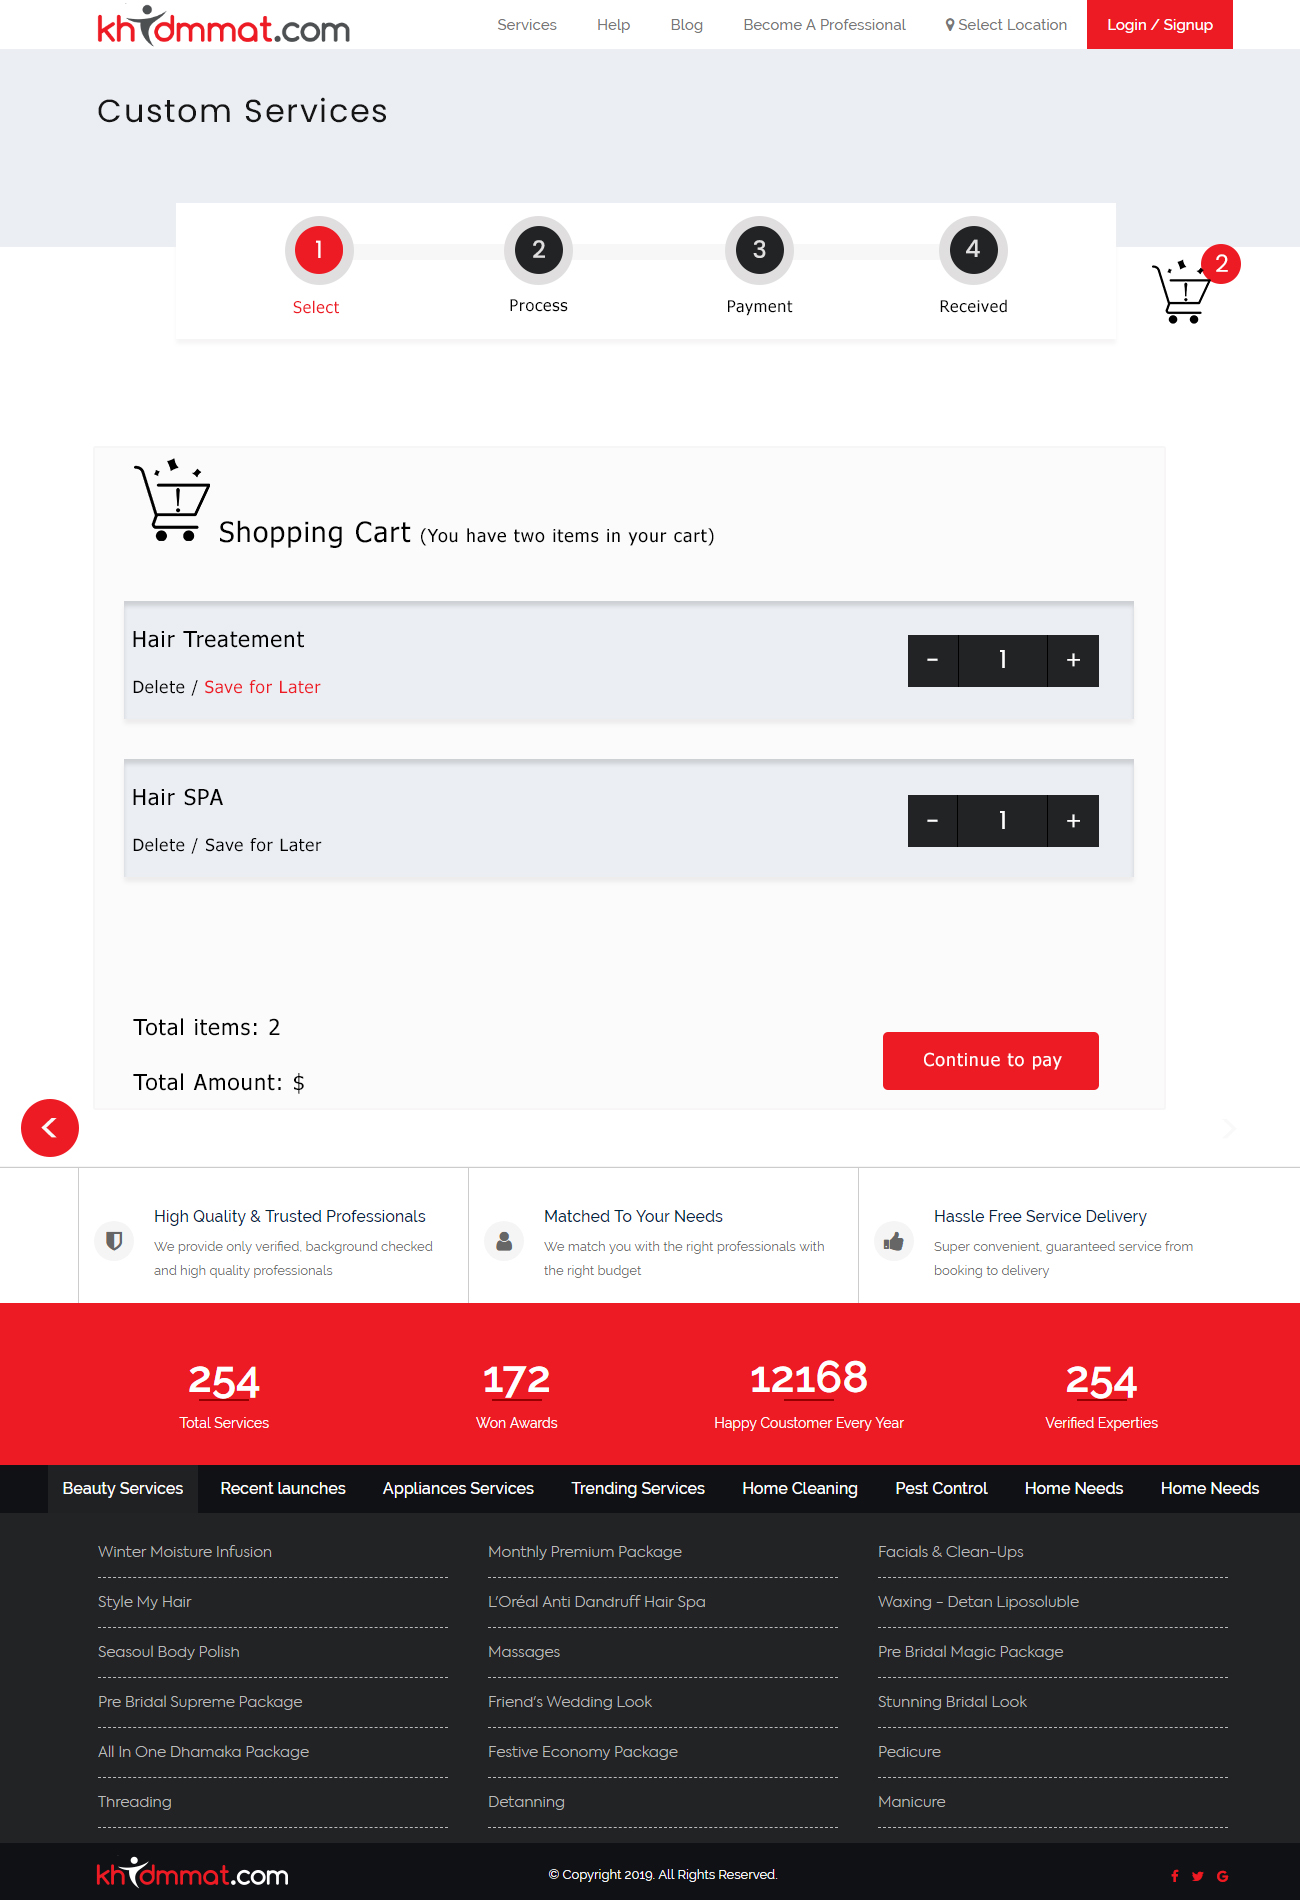 khidmmat.com
Services Help Blog Become A Professional Select Location Login / Signup
Custom Services
1 2 3 4
Select Process Payment Received
2
Shopping Cart (You have two items in your cart)
Hair Treatement
- 1 +
Delete / Save for Later
Hair SPA
- 1 +
Delete / Save for Later
Total items: 2
Total Amount: $
Continue to pay
High Quality & Trusted Professionals
We provide only verified, background checked
and high quality professionals
Matched To Your Needs
We match you with the right professionals with
the right budget
Hassle Free Service Delivery
Super convenient, guaranteed service from
booking to delivery
254 172 12168 254
Total Services Won Awards Happy Coustomer Every Year Verified Experties
Beauty Services Recent launches Appliances Services Trending Services Home Cleaning Pest Control Home Needs Home Needs
Winter Moisture Infusion Monthly Premium Package Facials & Clean-Ups
Style My Hair L'Oréal Anti Dandruff Hair Spa Waxing - Detan Liposoluble
Seasoul Body Polish Massages Pre Bridal Magic Package
Pre Bridal Supreme Package Friend's Wedding Look Stunning Bridal Look
All In One Dhamaka Package Festive Economy Package Pedicure
Threading Detanning Manicure
khidmmat.com © Copyright 2019. All Rights Reserved.